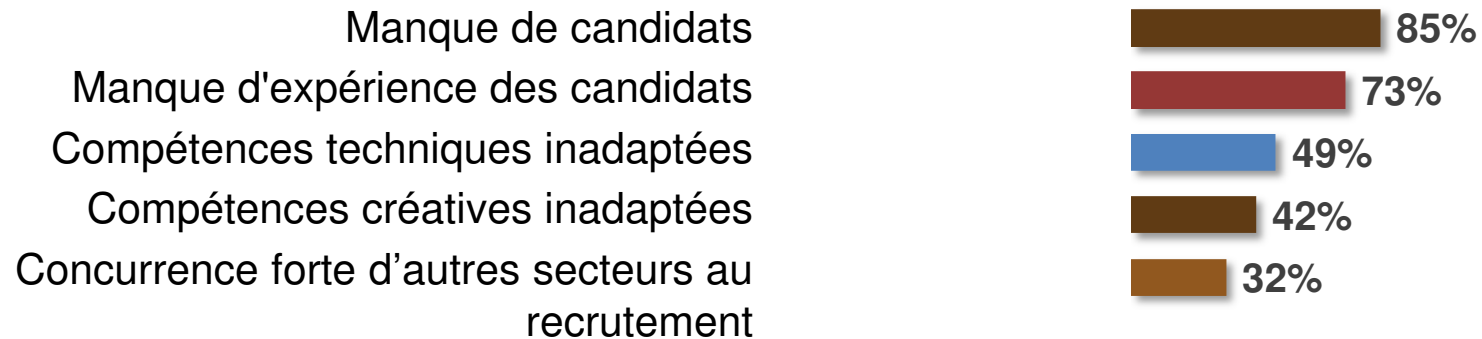 Manque de candidats 85%
Manque d'expérience des candidats 73%
Compétences techniques inadaptées 49%
Compétences créatives inadaptées 42%
Concurrence forte d’autres secteurs au 32%
recrutement